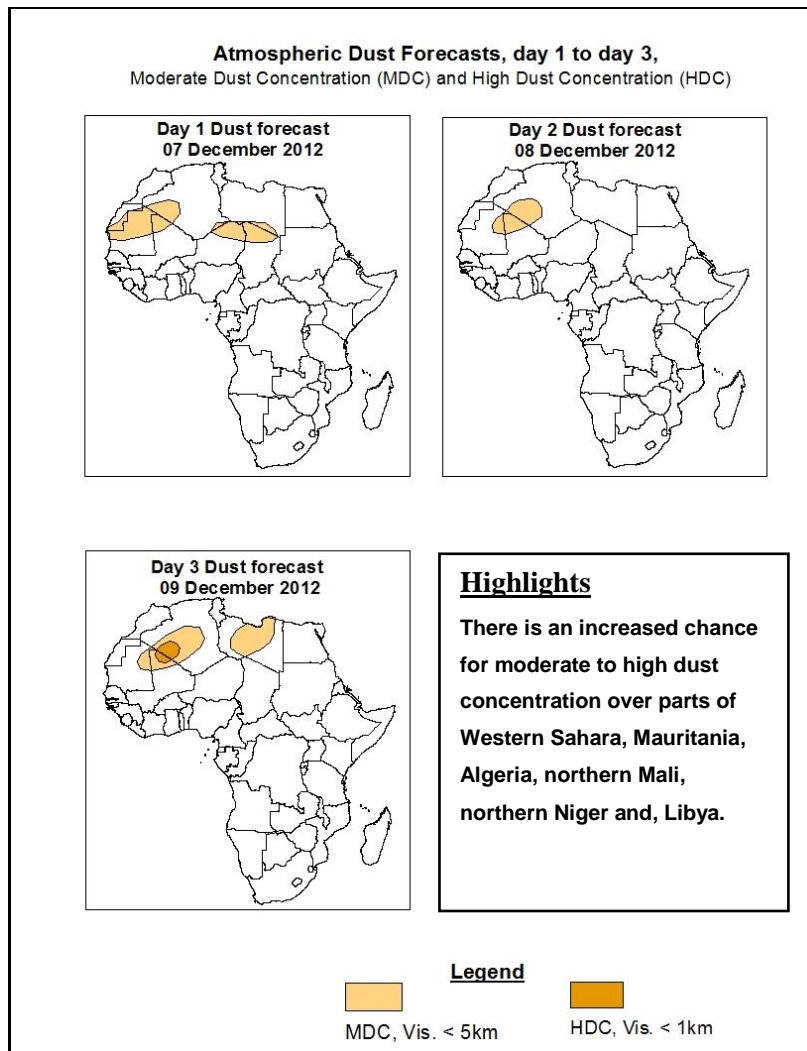 Atmospheric Dust Forecasts, day 1 to day 3,
Moderate Dust Concentration (MDC) and High Dust Concentration (HDC)
Day 1 Dust forecast
07 December 2012
Day 2 Dust forecast
08 December 2012
Day 3 Dust forecast
09 December 2012
Highlights
There is an increased chance
for moderate to high dust
concentration over parts of
Western Sahara, Mauritania,
Algeria, northern Mali,
northern Niger and, Libya.
Legend
MDC, Vis. < 5km
HDC, Vis. < 1km